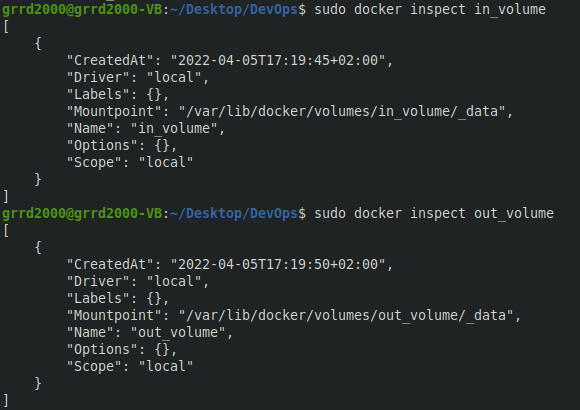 grrd2000@grrd2000-VB:~/Desktop/DevOps$ sudo docker inspect in_volume
[
    {
        "CreatedAt": "2022-04-05T17:19:45+02:00",
        "Driver": "local",
        "Labels": {},
        "Mountpoint": "/var/lib/docker/volumes/in_volume/_data",
        "Name": "in_volume",
        "Options": {},
        "Scope": "local"
    }
]
grrd2000@grrd2000-VB:~/Desktop/DevOps$ sudo docker inspect out_volume
[
    {
        "CreatedAt": "2022-04-05T17:19:50+02:00",
        "Driver": "local",
        "Labels": {},
        "Mountpoint": "/var/lib/docker/volumes/out_volume/_data",
        "Name": "out_volume",
        "Options": {},
        "Scope": "local"
    }
]